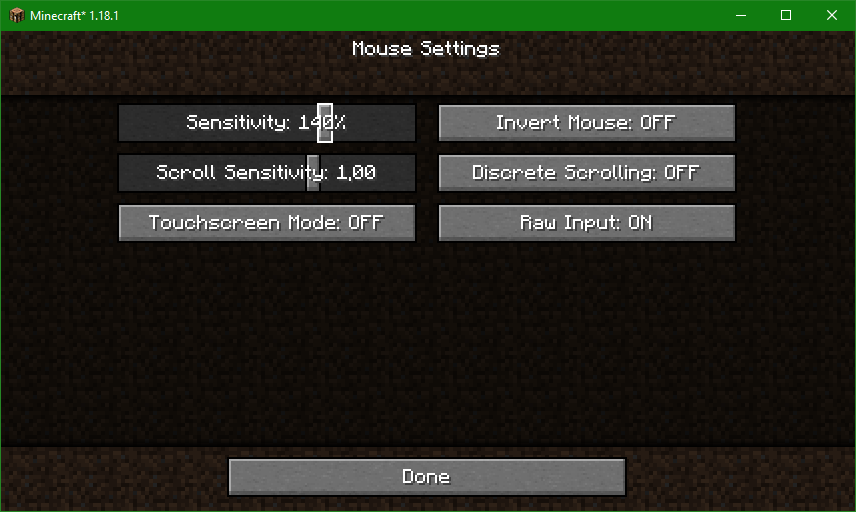 Minecraft* 1.18.1
Mouse Settings
Sensitivity: 140%
Invert Mouse: OFF
Scroll Sensitivity: 1,00
Discrete Scrolling: OFF
Touchscreen Mode: OFF
Raw Input: ON
Done